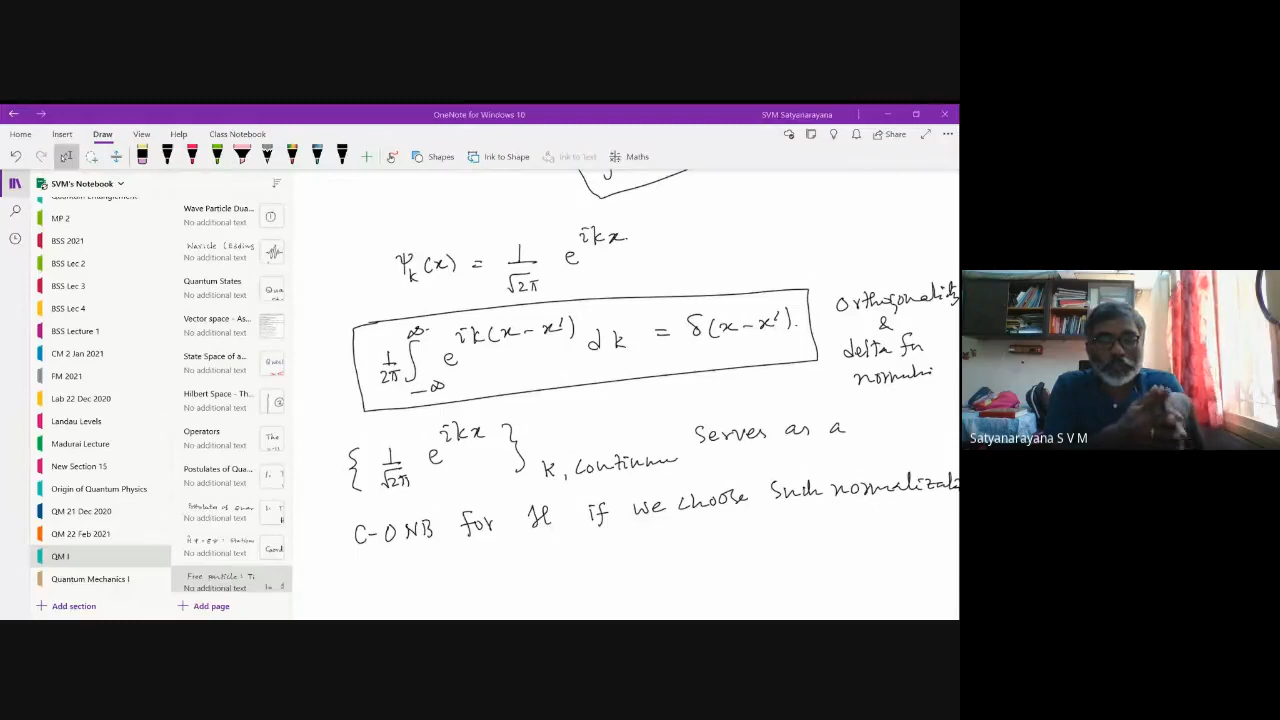 OneNote for Windows 10
SVM Satyanarayana
Home Insert Draw View Help Class Notebook
Share
Shapes Ink to Shape Ink to Text Maths
SVM's Notebook
MP 2
BSS 2021
BSS Lec 2
BSS Lec 3
BSS Lec 4
BSS Lecture 1
CM 2 Jan 2021
FM 2021
Lab 22 Dec 2020
Landau Levels
Madurai Lecture
New Section 15
Origin of Quantum Physics
QM 21 Dec 2020
QM 22 Feb 2021
QM I
Quantum Mechanics I
Add section
Wave Particle Dua...
No additional text
No additional text
Quantum States
No additional text
Vector space - As...
No additional text
State Space of a...
No additional text
Hilbert Space - Th...
No additional text
Operators
No additional text
Postulates of Qua...
No additional text
No additional text
No additional text
Free particle: Ti
No additional text
Add page
ψ_k(x) = 1/√2π e^{ikx}
1/2π ∫_{-∞}^{∞} e^{ik(x-x')} dk = δ(x-x').
Orthogonality
&
delta fn
{ 1/√2π e^{ikx} } k, continuous
Serves as a
C-ONB for H if we choose such normalizati
Satyanarayana S V M